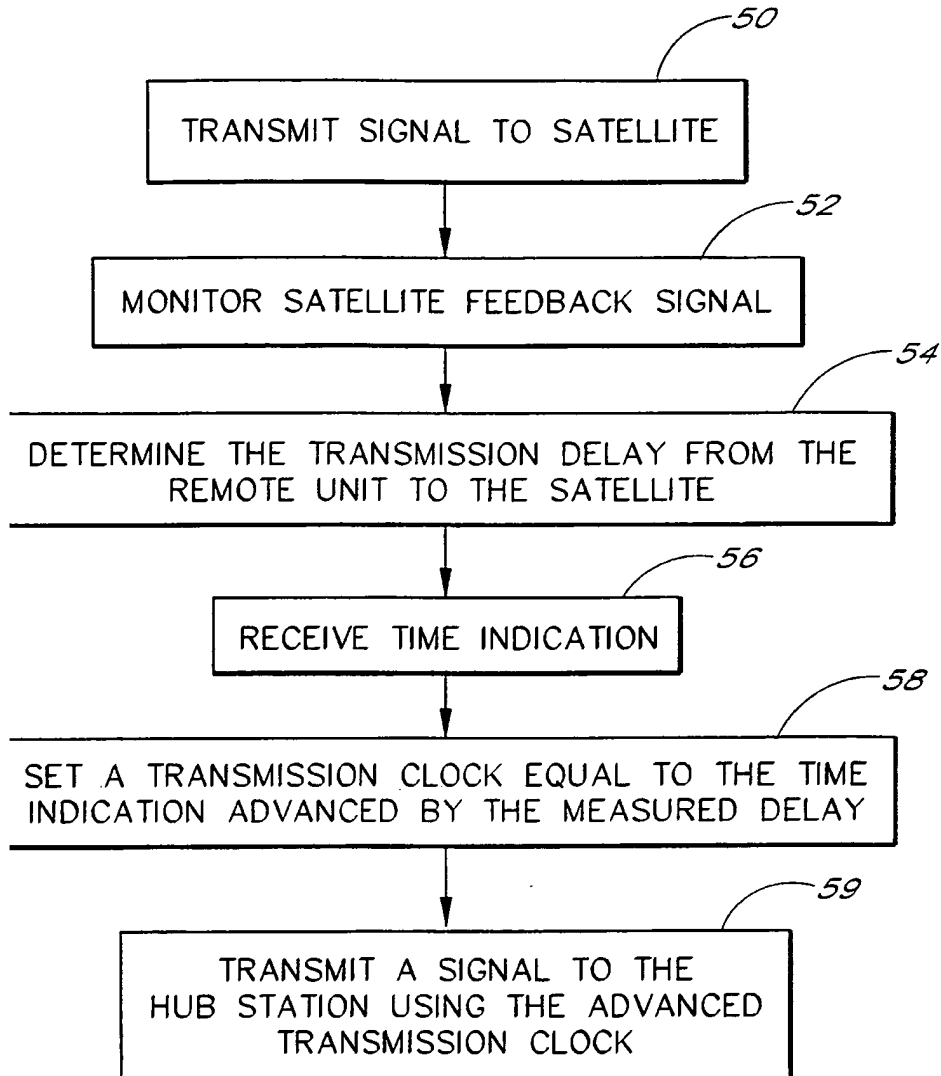 50
TRANSMIT SIGNAL TO SATELLITE
52
MONITOR SATELLITE FEEDBACK SIGNAL
54
DETERMINE THE TRANSMISSION DELAY FROM THE
REMOTE UNIT TO THE SATELLITE
56
RECEIVE TIME INDICATION
58
SET A TRANSMISSION CLOCK EQUAL TO THE TIME
INDICATION ADVANCED BY THE MEASURED DELAY
59
TRANSMIT A SIGNAL TO THE
HUB STATION USING THE ADVANCED
TRANSMISSION CLOCK